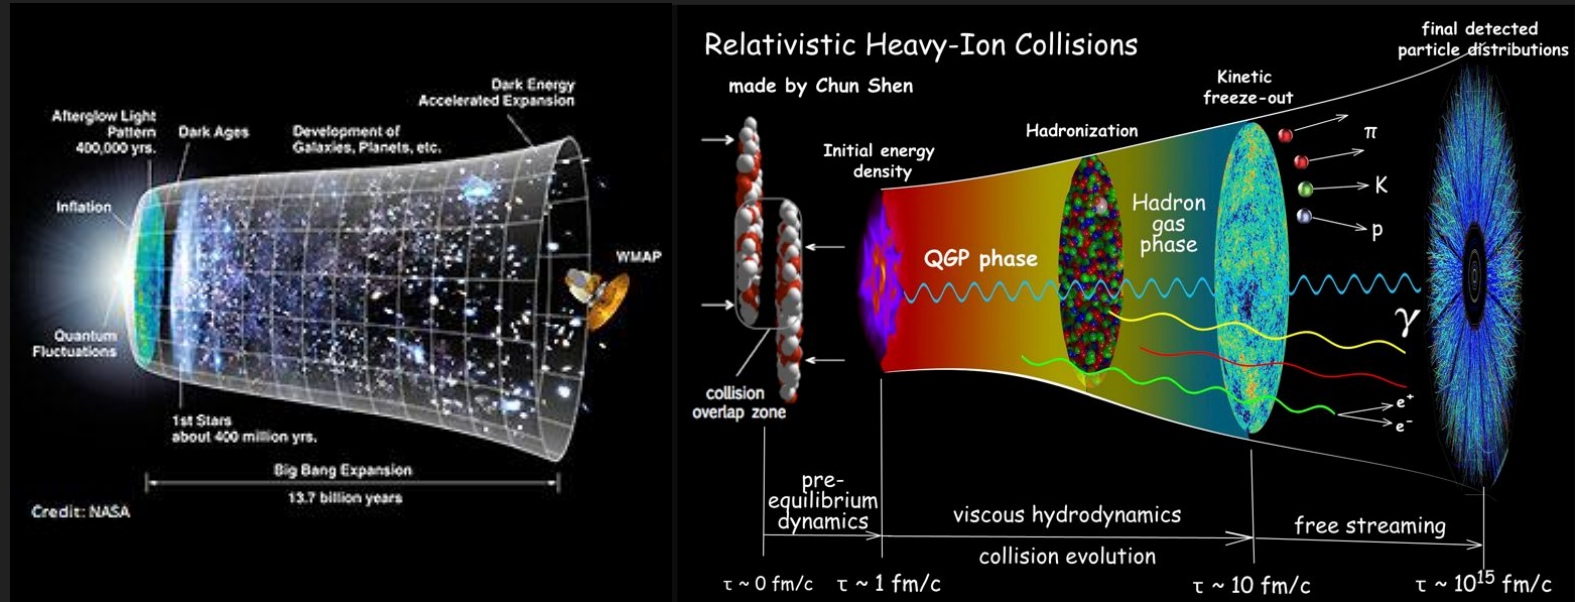 Dark Energy
Accelerated Expansion
Afterglow Light
Pattern
400,000 yrs.
Dark Ages
Development of
Galaxies, Planets, etc.
Inflation
WMAP
Quantum
Fluctuations
1st Stars
about 400 million yrs.
Big Bang Expansion
13.7 billion years
Credit: NASA
Relativistic Heavy-Ion Collisions
made by Chun Shen
final detected
particle distributions
Kinetic
freeze-out
Hadronization
Initial energy
density
π
K
p
Hadron
gas
phase
QGP phase
γ
collision
overlap zone
e⁺
e⁻
pre-
equilibrium
dynamics
viscous hydrodynamics
collision evolution
free streaming
τ ~ 0 fm/c
τ ~ 1 fm/c
τ ~ 10 fm/c
τ ~ 10¹⁵ fm/c